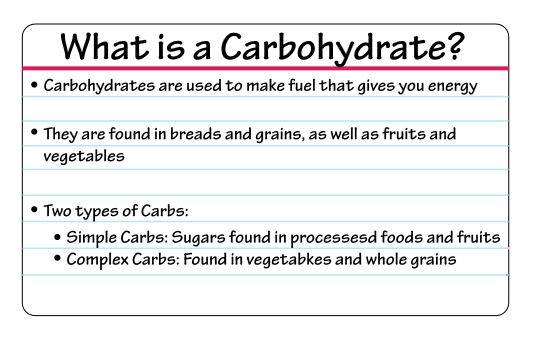 What is a Carbohydrate?
• Carbohydrates are used to make fuel that gives you energy
• They are found in breads and grains, as well as fruits and
vegetables
• Two types of Carbs:
• Simple Carbs: Sugars found in processesd foods and fruits
• Complex Carbs: Found in vegetabkes and whole grains